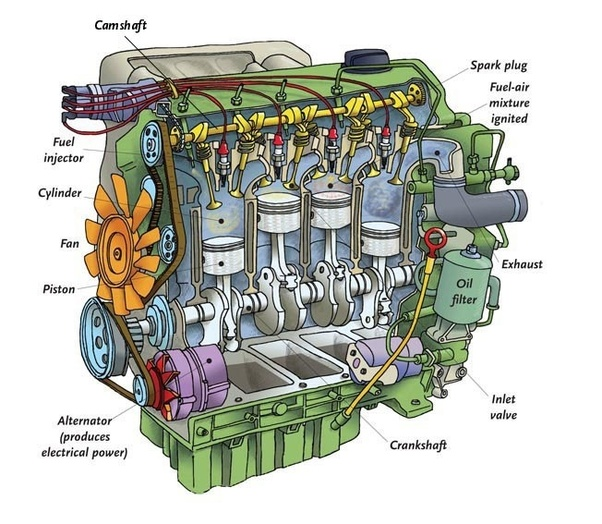 Camshaft
Spark plug
Fuel-air
mixture
ignited
Fuel
injector
Cylinder
Fan
Piston
Exhaust
Oil
filter
Alternator
(produces
electrical power)
Inlet
valve
Crankshaft